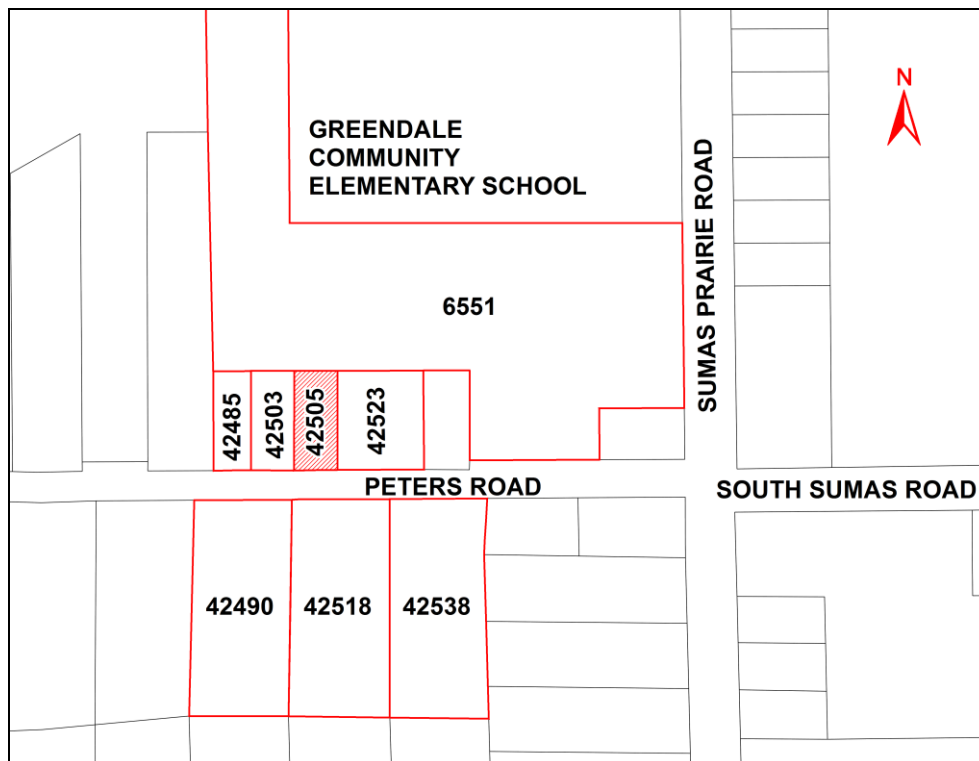 N
GREENDALE
COMMUNITY
ELEMENTARY SCHOOL
SUMAS PRAIRIE ROAD
6551
42485
42503
42505
42523
PETERS ROAD
SOUTH SUMAS ROAD
42490
42518
42538